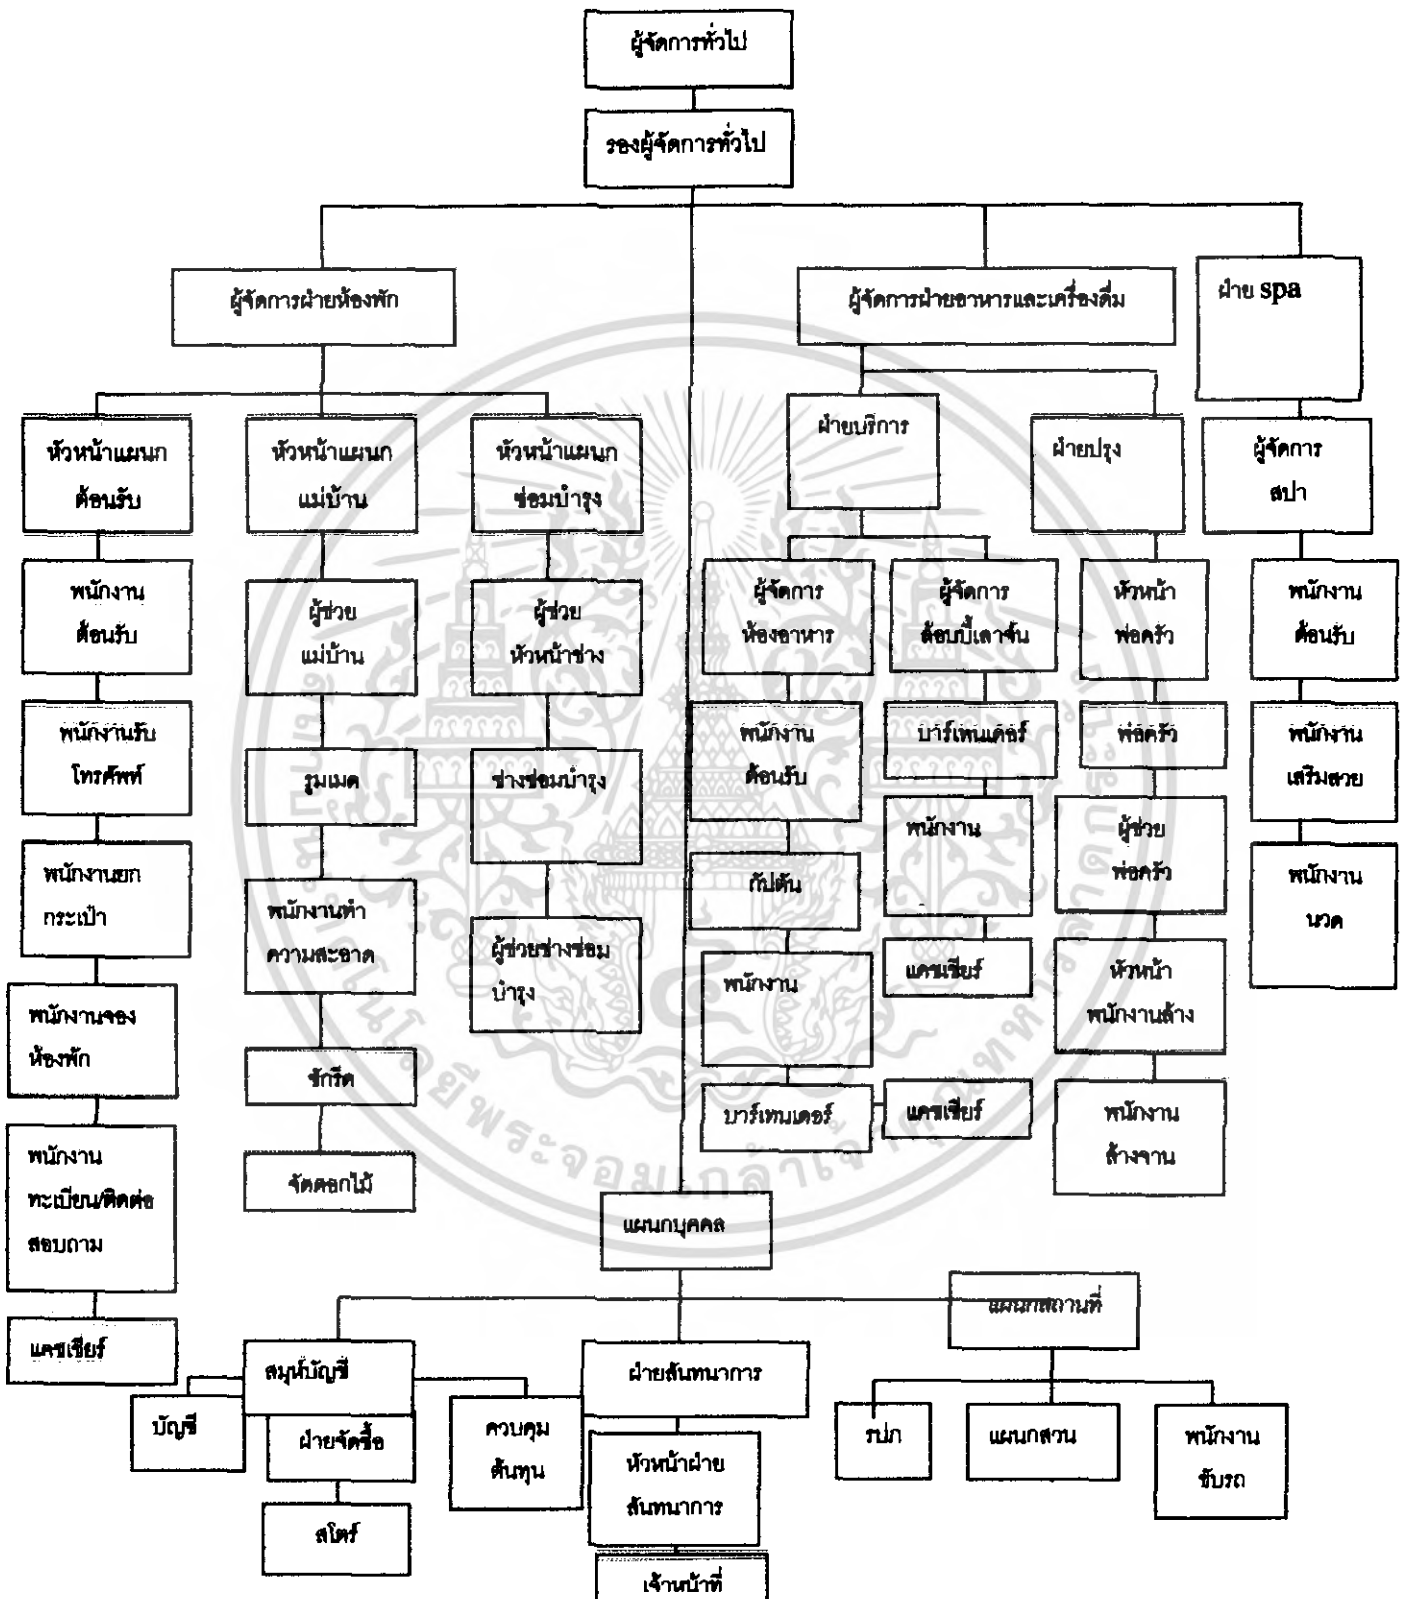 ผู้จัดการทั่วไป
รองผู้จัดการทั่วไป
ผู้จัดการฝ่ายห้องพัก
ผู้จัดการฝ่ายอาหารและเครื่องดื่ม
ฝ่าย spa
หัวหน้าแผนก
ต้อนรับ
หัวหน้าแผนก
แม่บ้าน
หัวหน้าแผนก
ซ่อมบำรุง
ฝ่ายบริการ
ฝ่ายปรุง
ผู้จัดการ
สปา
พนักงาน
ต้อนรับ
ผู้ช่วย
แม่บ้าน
ผู้ช่วย
หัวหน้าช่าง
ผู้จัดการ
ห้องอาหาร
ผู้จัดการ
ล้อบบี้เลาจ์น
หัวหน้า
พ่อครัว
พนักงาน
ต้อนรับ
พนักงานรับ
โทรศัพท์
รูมเมด
ช่างซ่อมบำรุง
พนักงาน
ต้อนรับ
บาร์เทนเดอร์
พ่อครัว
พนักงาน
เสริมสวย
พนักงานยก
กระเป๋า
พนักงานทำ
ความสะอาด
ผู้ช่วยช่างซ่อม
บำรุง
กัปตัน
พนักงาน
ผู้ช่วย
พ่อครัว
พนักงาน
นวด
พนักงานจอง
ห้องพัก
ซักรีด
พนักงาน
แคชเชียร์
หัวหน้า
พนักงานล้าง
พนักงาน
ทะเบียน/ติดต่อ
สอบถาม
จัดดอกไม้
บาร์เทนเดอร์
แคชเชียร์
พนักงาน
ล้างจาน
แคชเชียร์
แผนกบุคคล
สมุห์บัญชี
ฝ่ายสันทนาการ
แผนกสถานที่
บัญชี
ฝ่ายจัดซื้อ
ควบคุม
ต้นทุน
หัวหน้าฝ่าย
สันทนาการ
รปภ
แผนกสวน
พนักงาน
ขับรถ
สโตร์
เจ้าหน้าที่